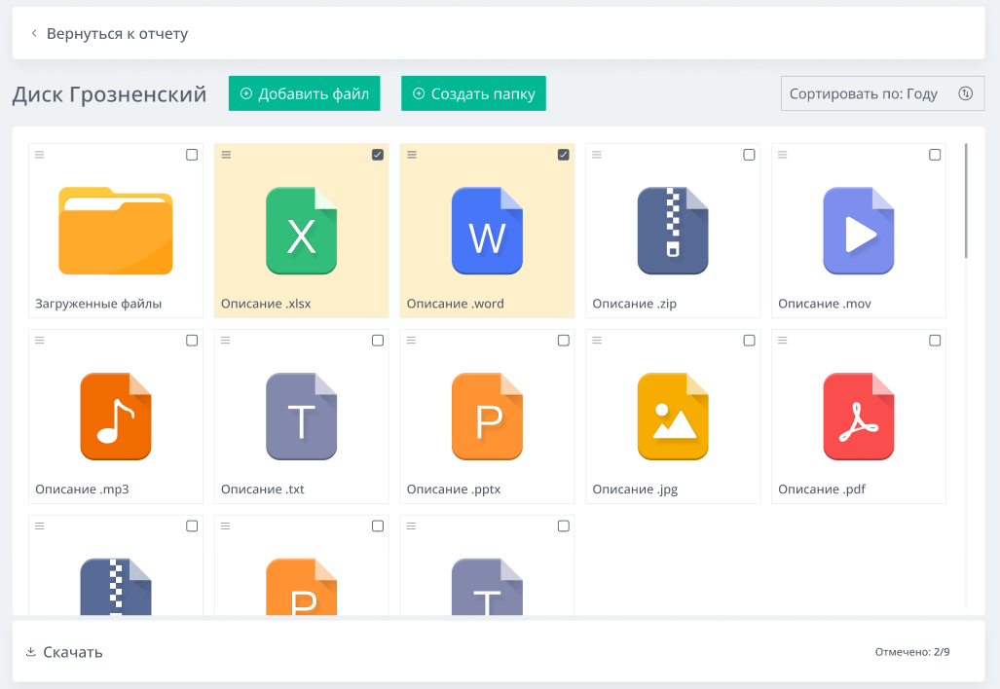 Вернуться к отчету
Диск Грозненский
Добавить файл
Создать папку
Сортировать по: Году
Загруженные файлы
X
Описание .xlsx
W
Описание .word
Описание .zip
Описание .mov
Описание .mp3
T
Описание .txt
P
Описание .pptx
Описание .jpg
Описание .pdf
P
T
Скачать
Отмечено: 2/9